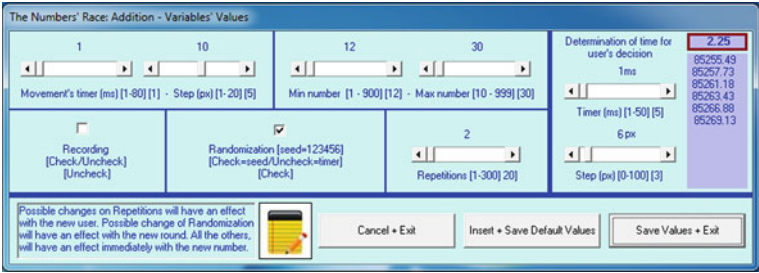 The Numbers' Race: Addition - Variables' Values
1 10
Movement's timer (ms) [1-80] [1] - Step (px) [1- 20] [5]
12 30
Min number [1 - 900] [12] - Max number [10 - 999] [30]
Determination of time for
user's decision
1ms
Timer (ms) [1-50] [5]
6 px
Step (px) [0-100] [3]
2.25
85255.49
85257.73
85261.18
85263.43
85266.88
85269.13
Recording
[Check/Uncheck]
[Uncheck]
Randomization [seed=123456]
[Check=seed/Uncheck=timer]
[Check]
2
Repetitions [1-300] 20]
Possible changes on Repetitions will have an effect
with the new user. Possible change of Randomization
will have an effect with the new round. All the others,
will have an effect immediately with the new number.
Cancel + Exit
Insert + Save Default Values
Save Values + Exit